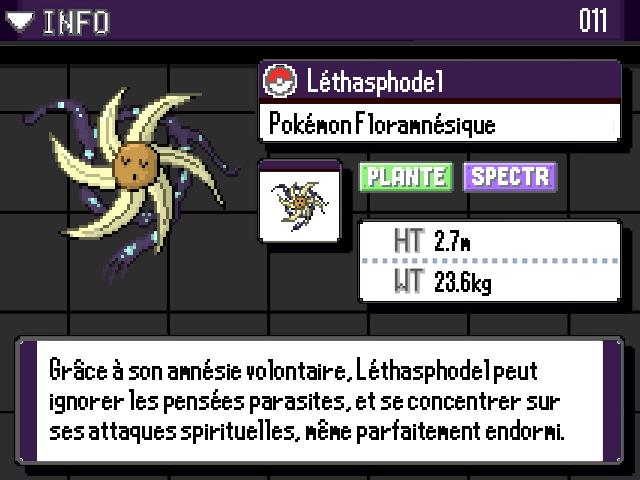 INFO
011
Léthasphodel
Pokémon Floramnésique
PLANTE SPECTR
HT 2.7m
WT 23.6kg
Grâce à son amnésie volontaire, Léthasphodel peut
ignorer les pensées parasites, et se concentrer sur
ses attaques spirituelles, même parfaitement endormi.